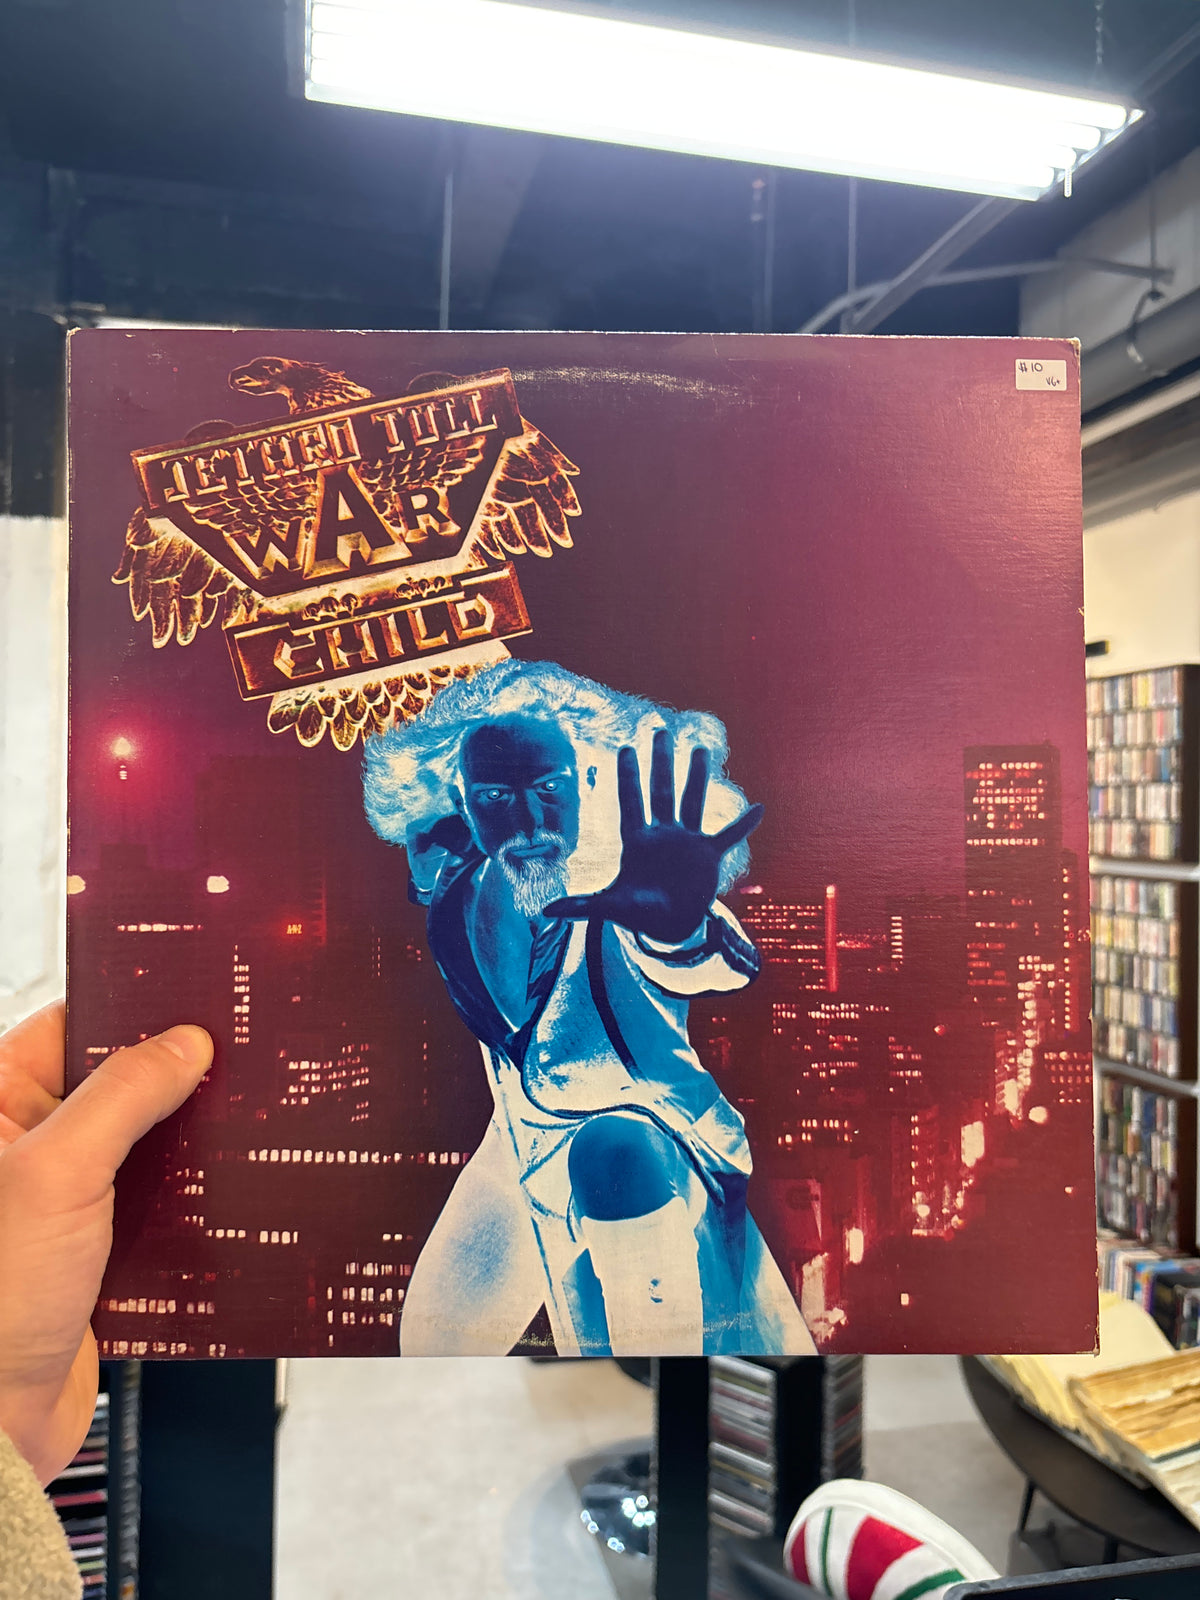 $10
VG+
JETHRO TULL
WAR
CHILD